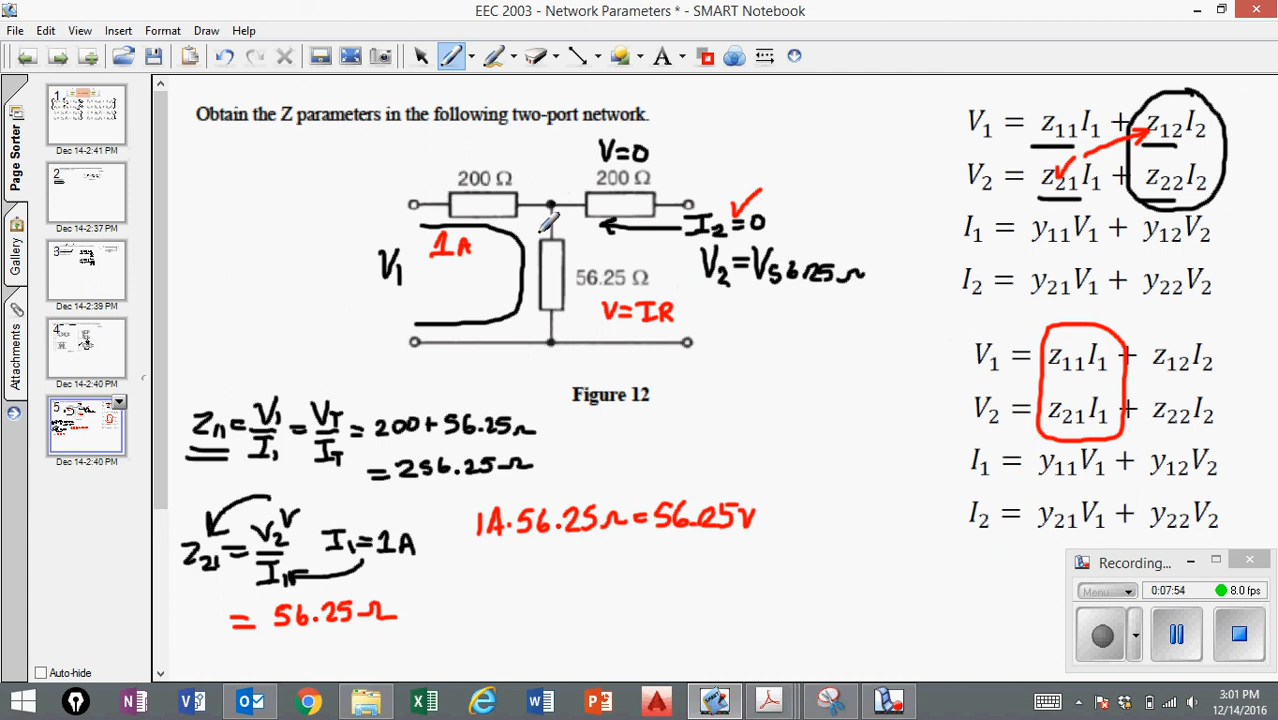 EEC 2003 - Network Parameters * - SMART Notebook
File Edit View Insert Format Draw Help
Page Sorter
Gallery
Attachments
1
Dec 14-2:41 PM
2
Dec 14-2:40 PM
3
Dec 14-2:39 PM
4
Dec 14-2:40 PM
5
Dec 14-2:40 PM
Auto-hide
Obtain the Z parameters in the following two-port network.
V=0
200 Ω
200 Ω
I2=0
1A
V1
V2=V56.25Ω
56.25 Ω
V=IR
Figure 12
Z11=V1/I1=VT/IT=200+56.25Ω
=256.25Ω
Z21=V2/I1 I1=1A
V
= 56.25Ω
1A·56.25Ω=56.25V
V1 = z11I1 + z12I2
V2 = z21I1 + z22I2
I1 = y11V1 + y12V2
I2 = y21V1 + y22V2
V1 = z11I1 + z12I2
V2 = z21I1 + z22I2
I1 = y11V1 + y12V2
I2 = y21V1 + y22V2
Recording...
Menu 0:07:54 8.0 fps
3:01 PM
12/14/2016